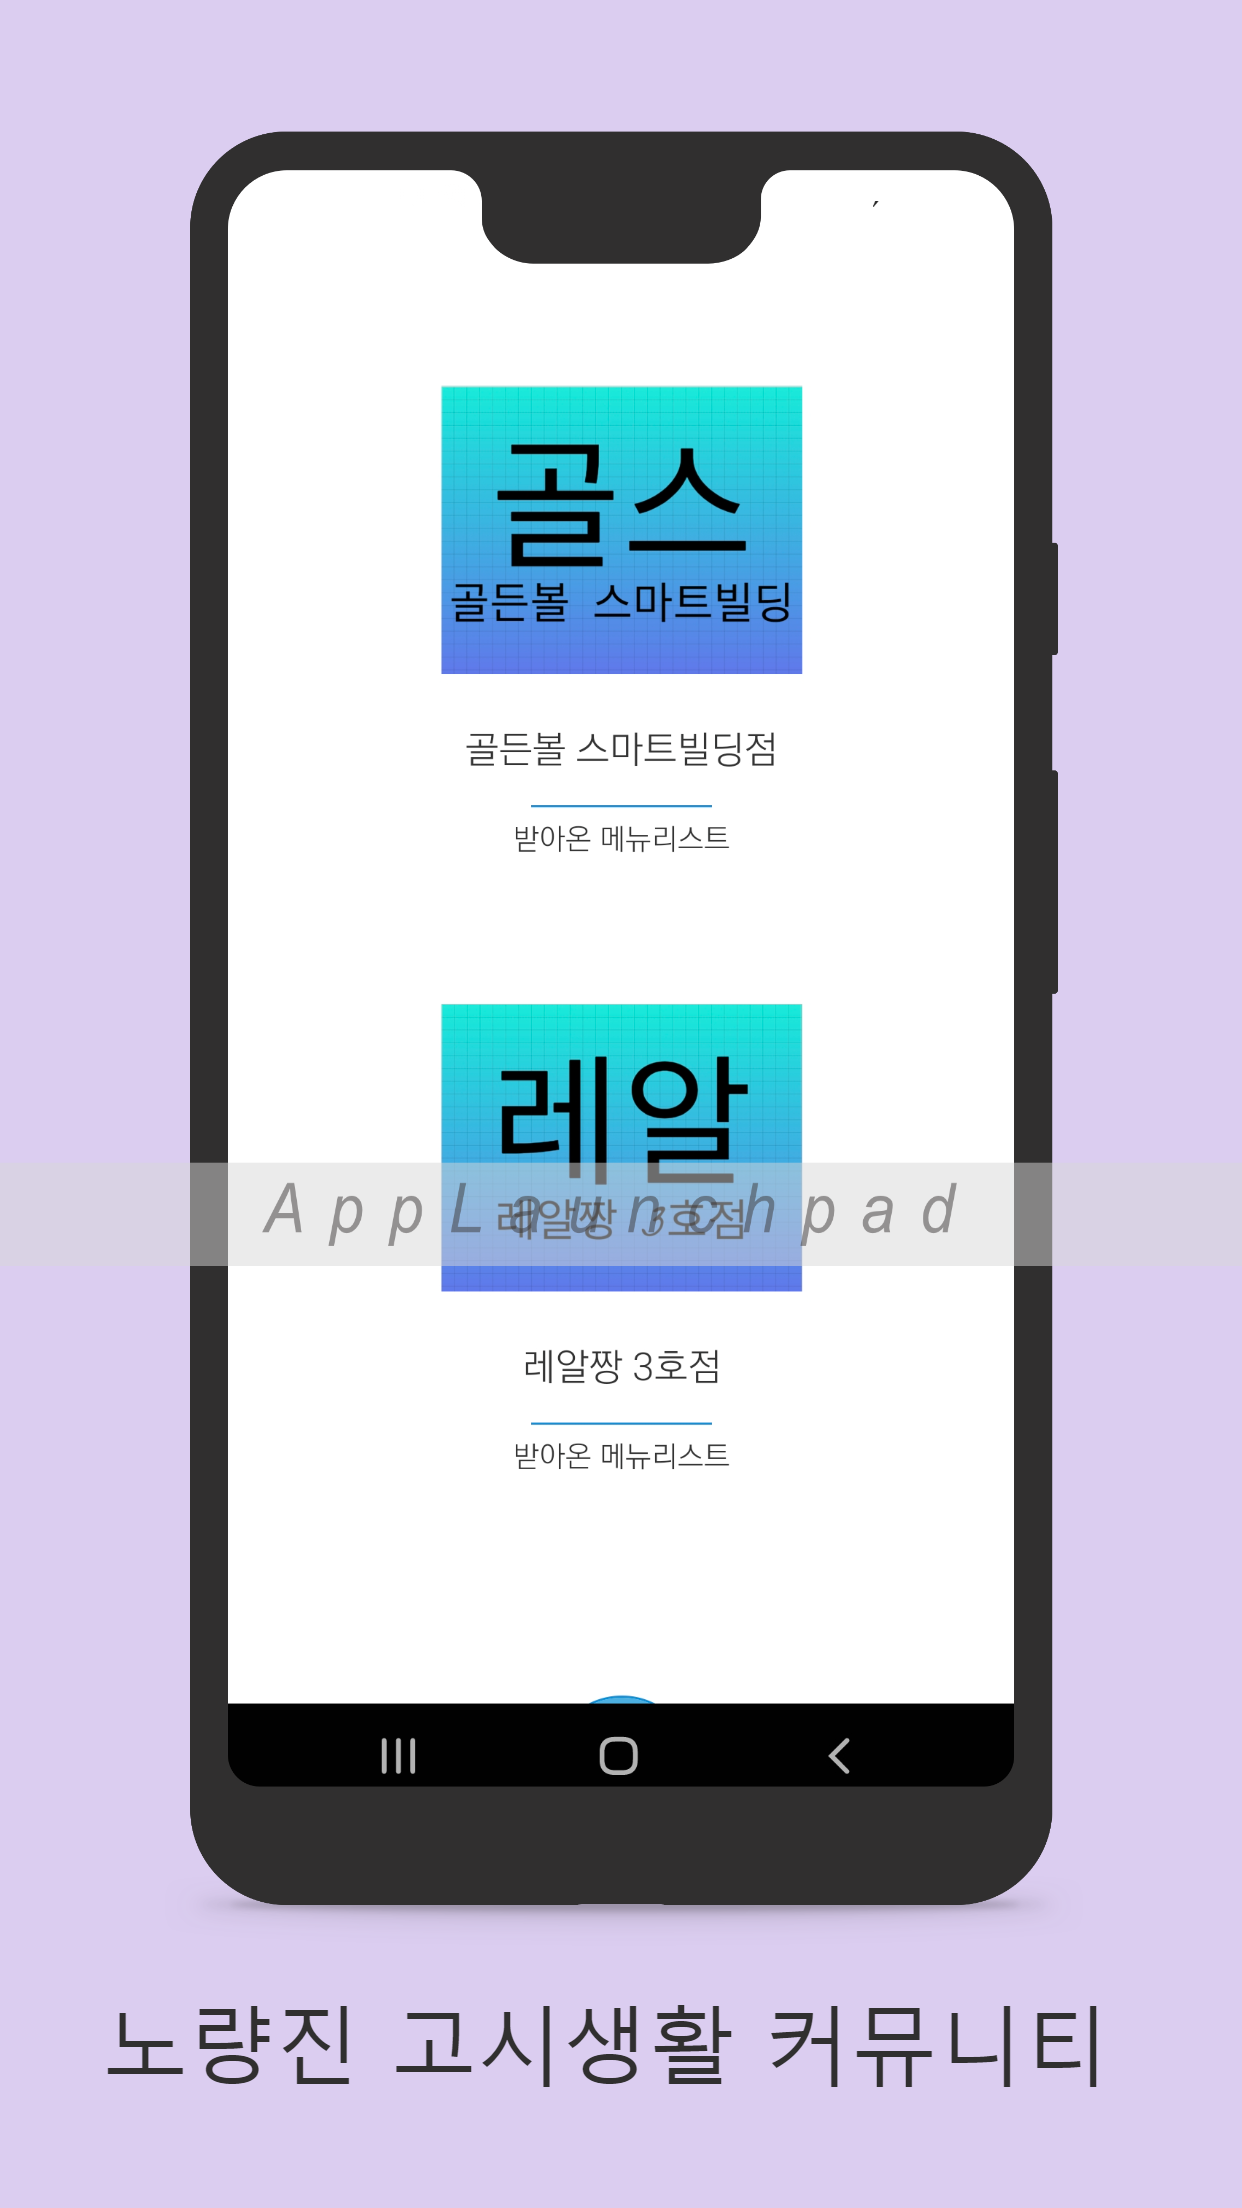 골스
골든볼 스마트빌딩
골든볼 스마트빌딩점
받아온 메뉴리스트
레알
레알짱 3호점
AppLaunchpad
레알짱 3호점
받아온 메뉴리스트
노량진 고시생활 커뮤니티